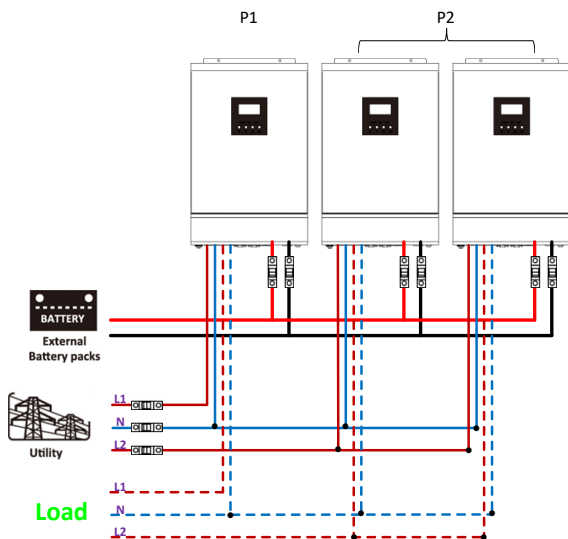 P1 P2
BATTERY
External
Battery packs
L1
N
L2
Utility
L1
N
L2
Load